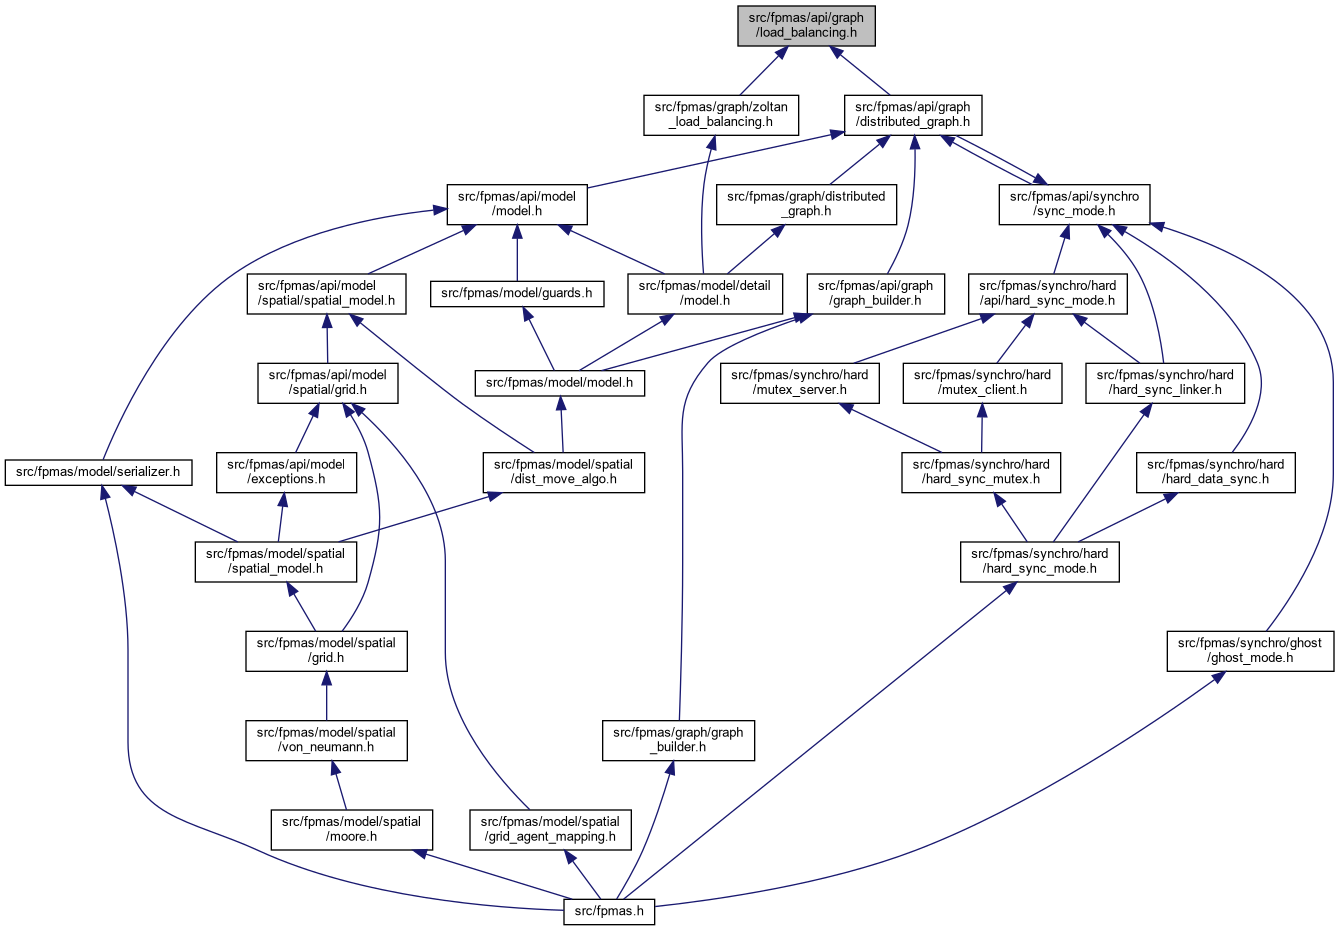 src/fpmas/api/graph
/load_balancing.h
src/fpmas/graph/zoltan
_load_balancing.h
src/fpmas/api/graph
/distributed_graph.h
src/fpmas/api/model
/model.h
src/fpmas/graph/distributed
_graph.h
src/fpmas/api/synchro
/sync_mode.h
src/fpmas/api/model
/spatial/spatial_model.h
src/fpmas/model/guards.h
src/fpmas/model/detail
/model.h
src/fpmas/api/graph
/graph_builder.h
src/fpmas/synchro/hard
/api/hard_sync_mode.h
src/fpmas/api/model
/spatial/grid.h
src/fpmas/model/model.h
src/fpmas/synchro/hard
/mutex_server.h
src/fpmas/synchro/hard
/mutex_client.h
src/fpmas/synchro/hard
/hard_sync_linker.h
src/fpmas/model/serializer.h
src/fpmas/api/model
/exceptions.h
src/fpmas/model/spatial
/dist_move_algo.h
src/fpmas/synchro/hard
/hard_sync_mutex.h
src/fpmas/synchro/hard
/hard_data_sync.h
src/fpmas/model/spatial
/spatial_model.h
src/fpmas/synchro/hard
/hard_sync_mode.h
src/fpmas/model/spatial
/grid.h
src/fpmas/synchro/ghost
/ghost_mode.h
src/fpmas/model/spatial
/von_neumann.h
src/fpmas/graph/graph
_builder.h
src/fpmas/model/spatial
/moore.h
src/fpmas/model/spatial
/grid_agent_mapping.h
src/fpmas.h